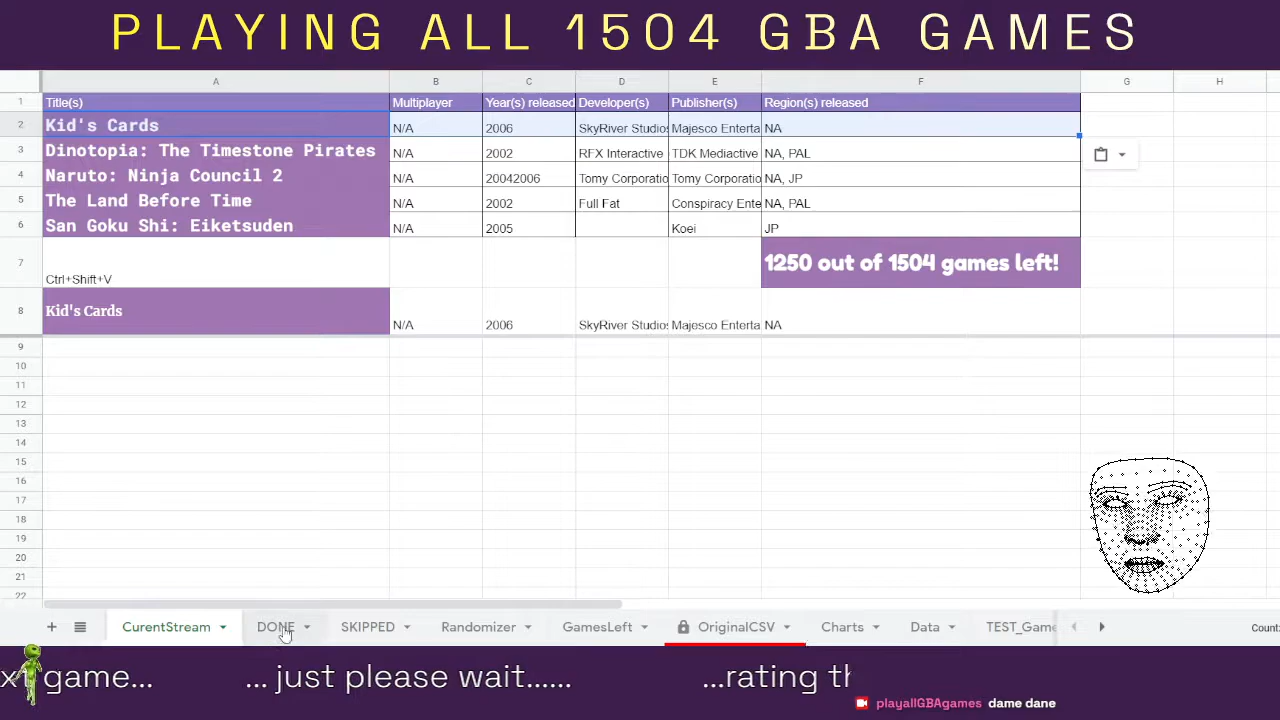 PLAYING ALL 1504 GBA GAMES
A B C D E F G H
1 Title(s) Multiplayer Year(s) released Developer(s) Publisher(s) Region(s) released
2 Kid's Cards N/A 2006 SkyRiver Studios Majesco Enterta NA
3 Dinotopia: The Timestone Pirates N/A 2002 RFX Interactive TDK Mediactive NA, PAL
4 Naruto: Ninja Council 2 N/A 20042006 Tomy Corporatio Tomy Corporatio NA, JP
5 The Land Before Time N/A 2002 Full Fat Conspiracy Ente NA, PAL
6 San Goku Shi: Eiketsuden N/A 2005 Koei JP
7 Ctrl+Shift+V 1250 out of 1504 games left!
8 Kid's Cards N/A 2006 SkyRiver Studios Majesco Enterta NA
9
10
11
12
13
14
15
16
17
18
19
20
21
22
CurentStream DONE SKIPPED Randomizer GamesLeft OriginalCSV Charts Data TEST_Game Count:
x game... ... just please wait...... ...rating th
playallGBAgames dame dane